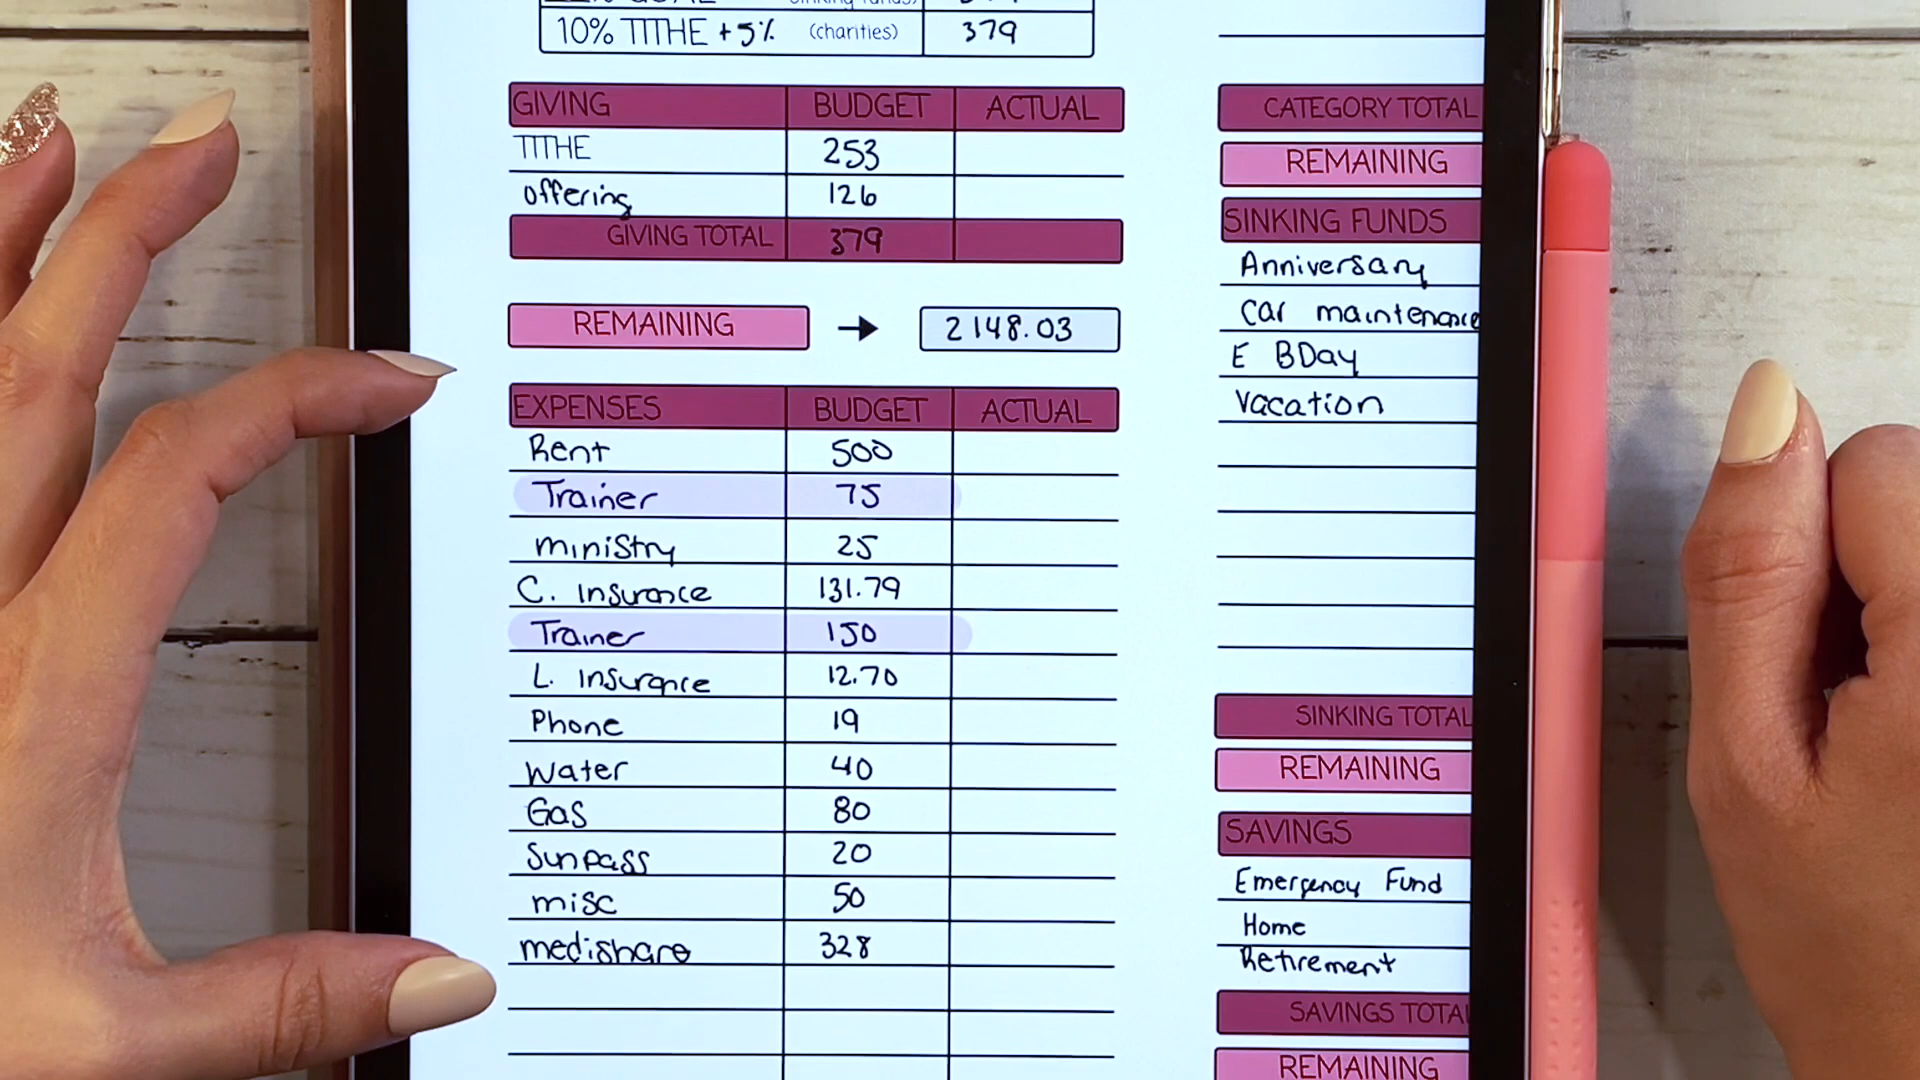 10% TITHE +5% (charities) 379
GIVING BUDGET ACTUAL
TITHE 253
offering 126
GIVING TOTAL 379
REMAINING → 2148.03
EXPENSES BUDGET ACTUAL
Rent 500
Trainer 75
ministry 25
C. insurance 131.79
Trainer 150
L. insurance 12.70
Phone 19
water 40
Gas 80
Sunpass 20
misc 50
medishare 328
CATEGORY TOTAL
REMAINING
SINKING FUNDS
Anniversary
Car maintenance
E BDay
Vacation
SINKING TOTAL
REMAINING
SAVINGS
Emergency Fund
Home
Retirement
SAVINGS TOTAL
REMAINING